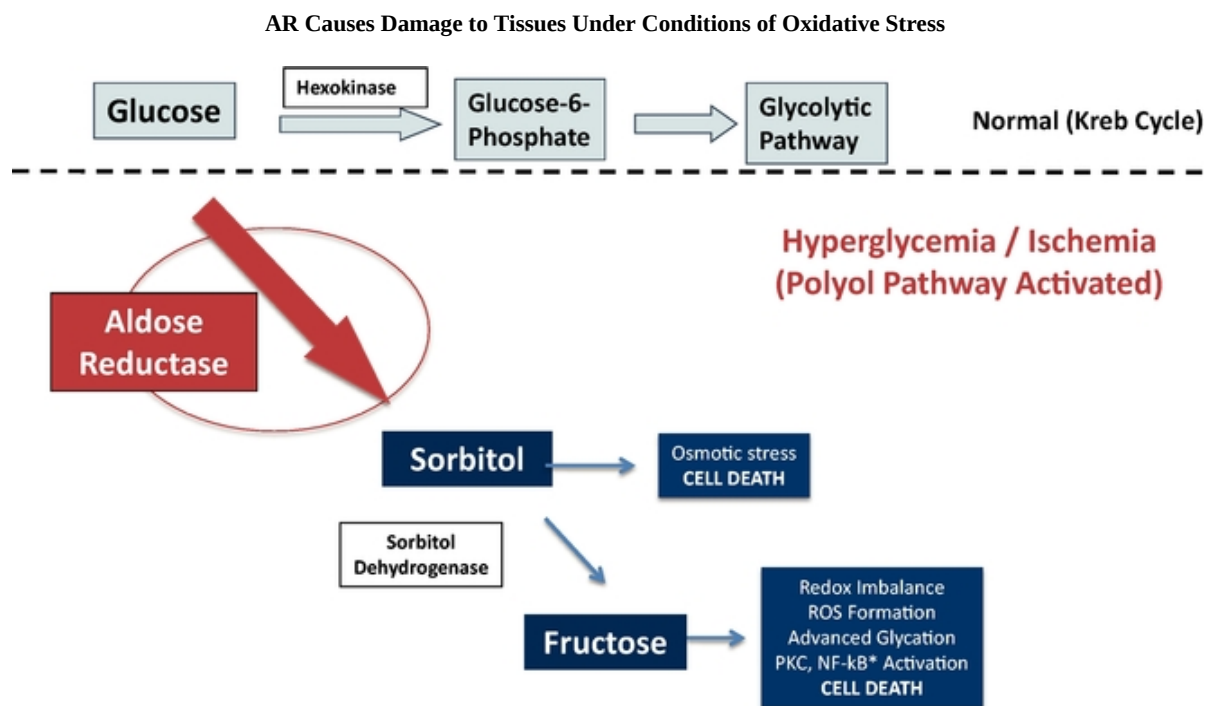 AR Causes Damage to Tissues Under Conditions of Oxidative Stress
Glucose
Hexokinase
Glucose-6-
Phosphate
Glycolytic
Pathway
Normal (Kreb Cycle)
Hyperglycemia / Ischemia
(Polyol Pathway Activated)
Aldose
Reductase
Sorbitol
Osmotic stress
CELL DEATH
Sorbitol
Dehydrogenase
Fructose
Redox Imbalance
ROS Formation
Advanced Glycation
PKC, NF-kB* Activation
CELL DEATH